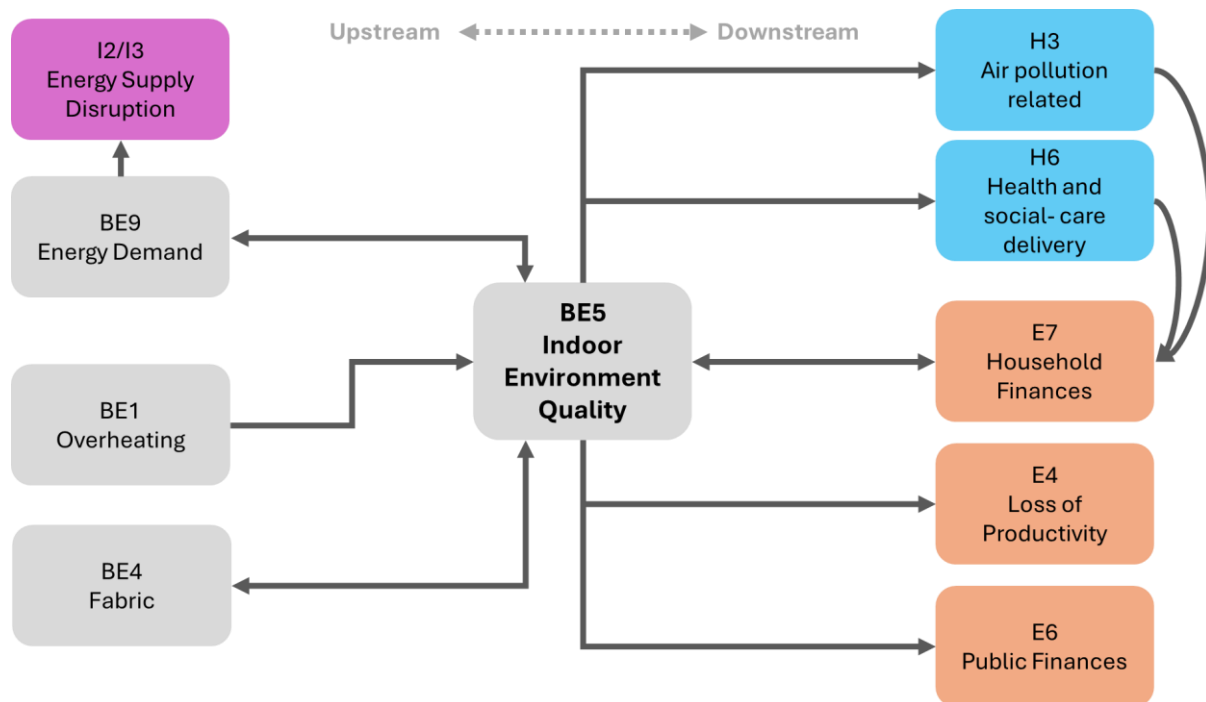 Upstream
Downstream
I2/I3
Energy Supply
Disruption
BE9
Energy Demand
BE1
Overheating
BE4
Fabric
BE5
Indoor
Environment
Quality
H3
Air pollution
related
H6
Health and
social- care
delivery
E7
Household
Finances
E4
Loss of
Productivity
E6
Public Finances